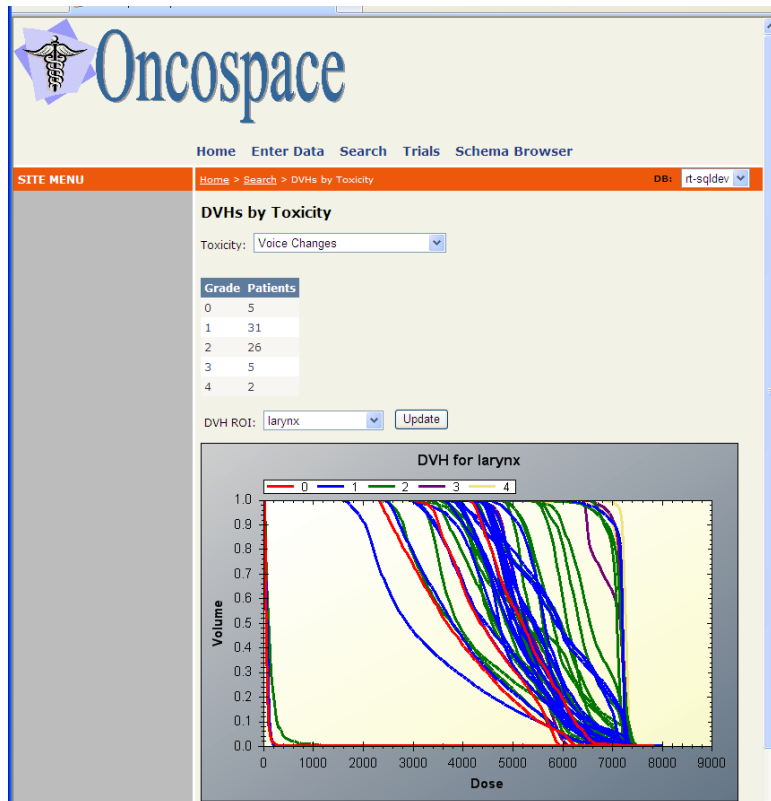 Oncospace
Home Enter Data Search Trials Schema Browser
SITE MENU
Home > Search > DVHs by Toxicity
DB: rt-sqldev
DVHs by Toxicity
Toxicity: Voice Changes
Grade Patients
0 5
1 31
2 26
3 5
4 2
DVH ROI: larynx Update
DVH for larynx
0 1 2 3 4
1.0
0.9
0.8
0.7
0.6
0.5
0.4
0.3
0.2
0.1
0.0
Volume
0 1000 2000 3000 4000 5000 6000 7000 8000 9000
Dose